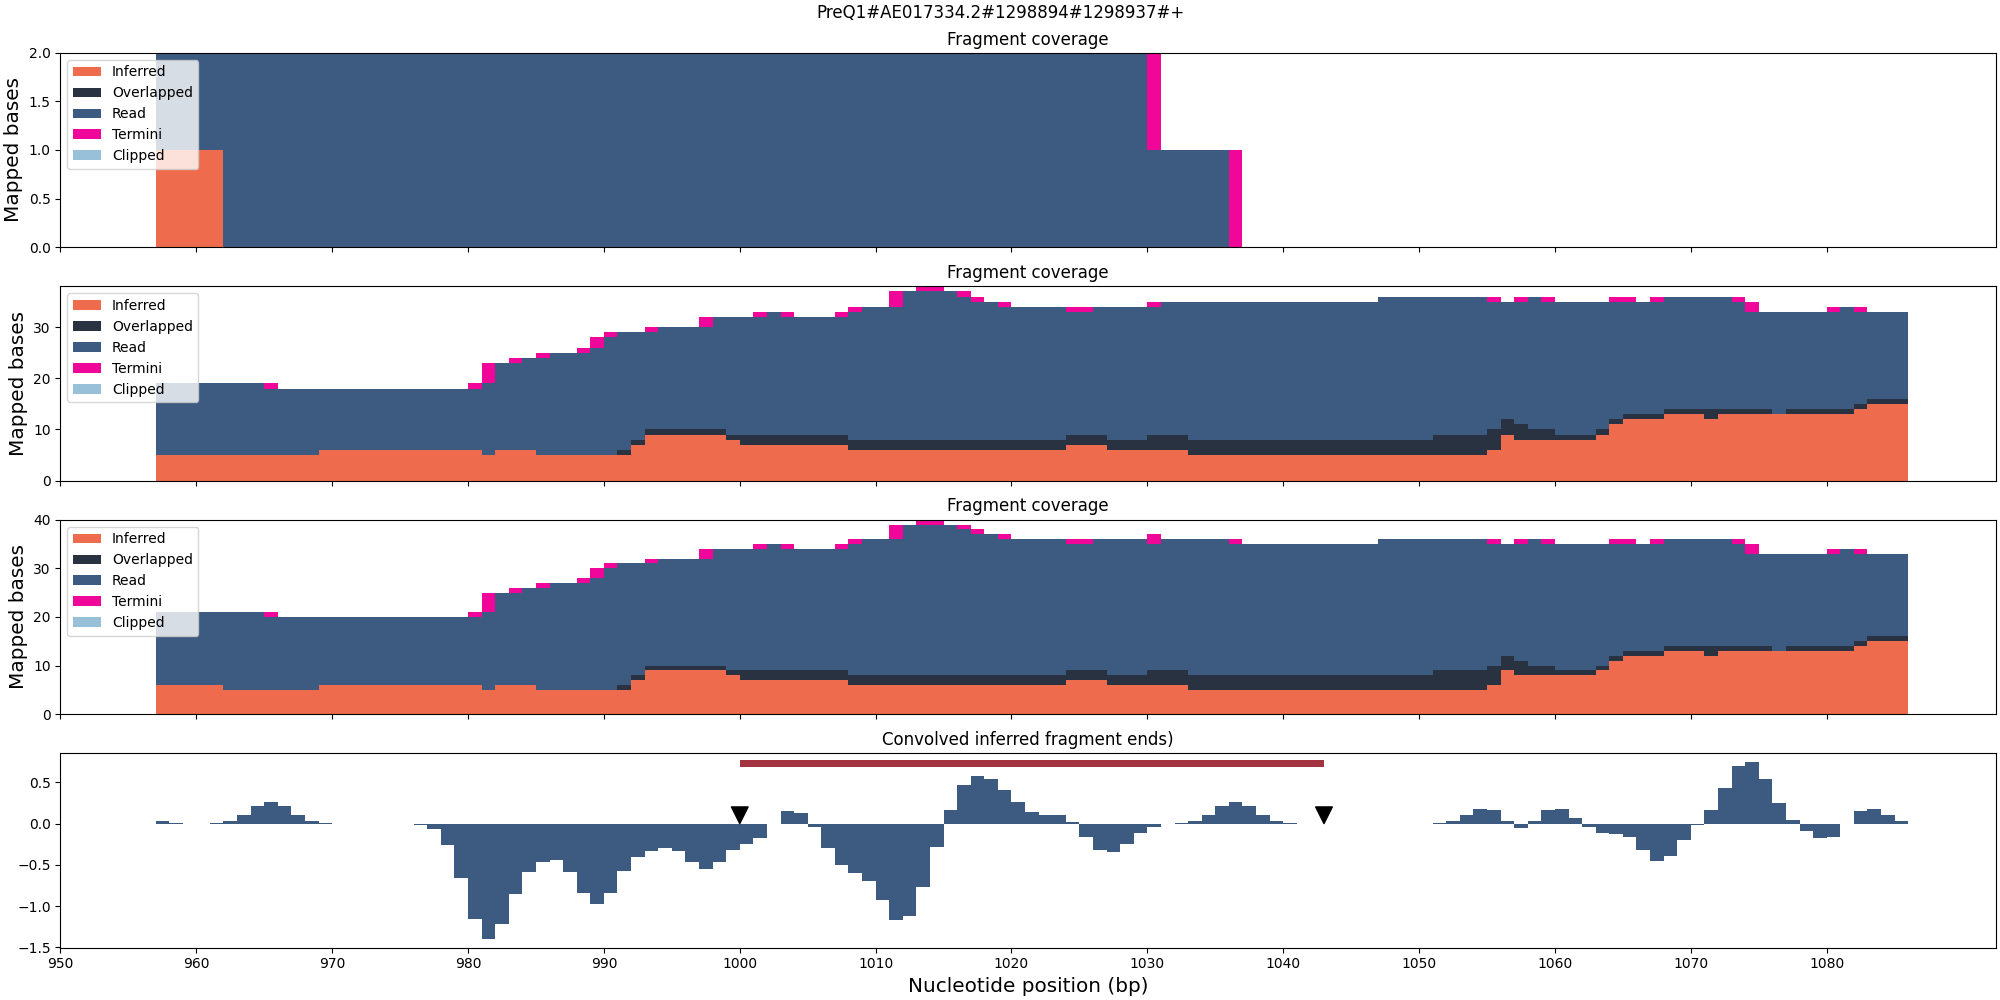 PreQ1#AE017334.2#1298894#1298937#+
Fragment coverage
2.0
1.5
1.0
0.5
0.0
Mapped bases
Inferred
Overlapped
Read
Termini
Clipped
Fragment coverage
30
20
10
0
Mapped bases
Inferred
Overlapped
Read
Termini
Clipped
Fragment coverage
40
30
20
10
0
Mapped bases
Inferred
Overlapped
Read
Termini
Clipped
Convolved inferred fragment ends)
0.5
0.0
−0.5
−1.0
−1.5
950 960 970 980 990 1000 1010 1020 1030 1040 1050 1060 1070 1080
Nucleotide position (bp)